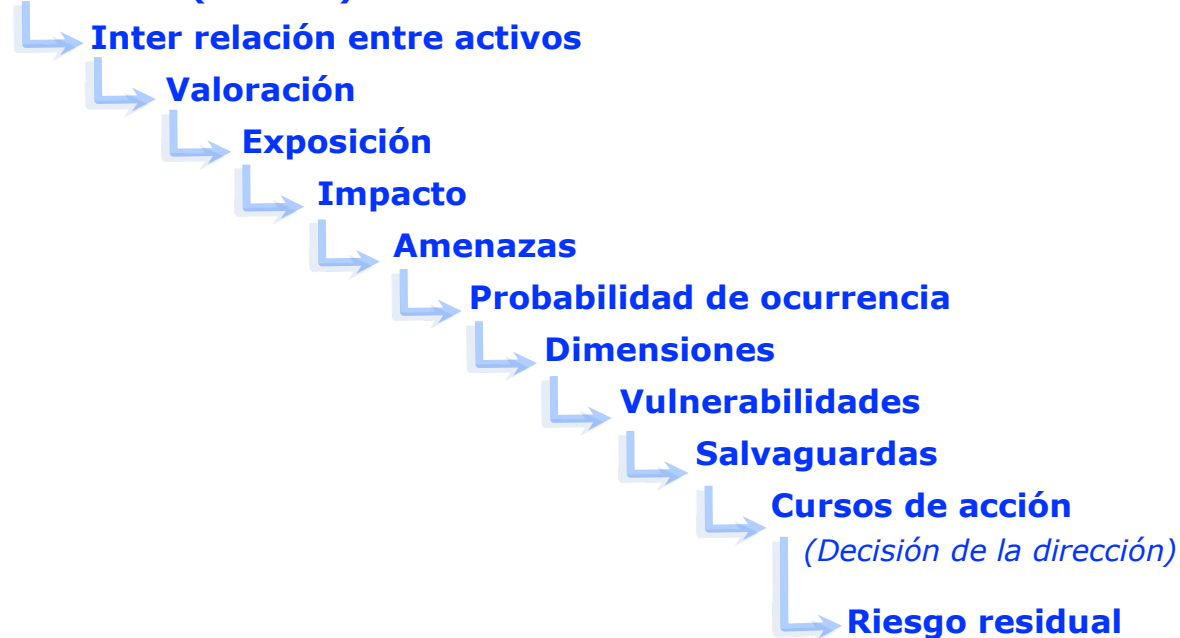 Inter relación entre activos
Valoración
Exposición
Impacto
Amenazas
Probabilidad de ocurrencia
Dimensiones
Vulnerabilidades
Salvaguardas
Cursos de acción
(Decisión de la dirección)
Riesgo residual